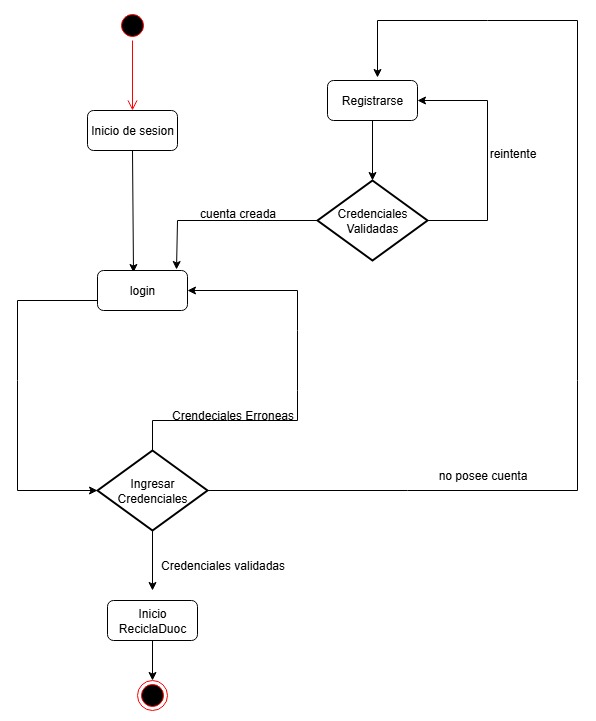 Registrarse
Inicio de sesion
reintente
cuenta creada
Credenciales
Validadas
login
Crendeciales Erroneas
no posee cuenta
Ingresar
Credenciales
Credenciales validadas
Inicio
ReciclaDuoc